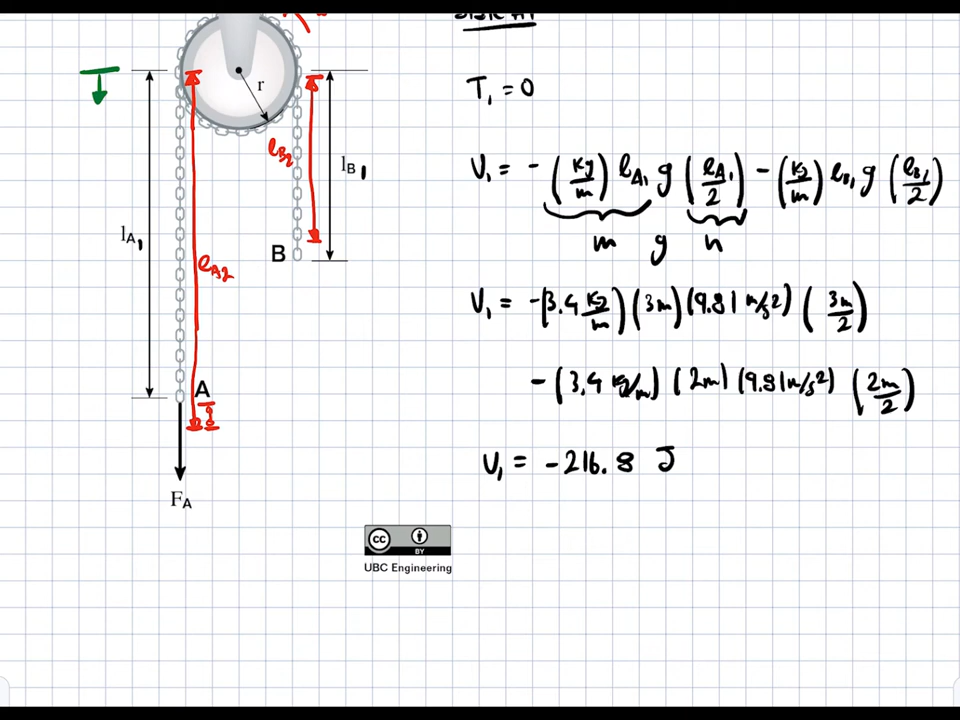 r
l_B2
l_B1
l_A1
B
l_A2
A
F_A
cc BY
UBC Engineering
T₁ = 0
V₁ = - (kg/m) l_A1 g (l_A1/2) - (kg/m) l_B1 g (l_B1/2)
m g h
V₁ = -(3.4 kg/m) (3m) (9.81 m/s²) (3m/2)
- (3.4 kg/m) (2m) (9.81 m/s²) (2m/2)
V₁ = -216.8 J